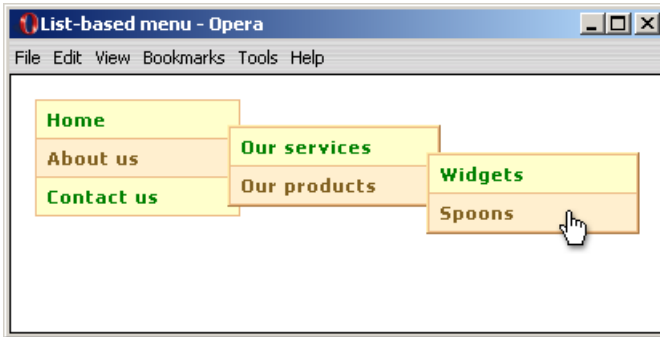 List-based menu - Opera
File Edit View Bookmarks Tools Help
Home
About us
Contact us
Our services
Our products
Widgets
Spoons